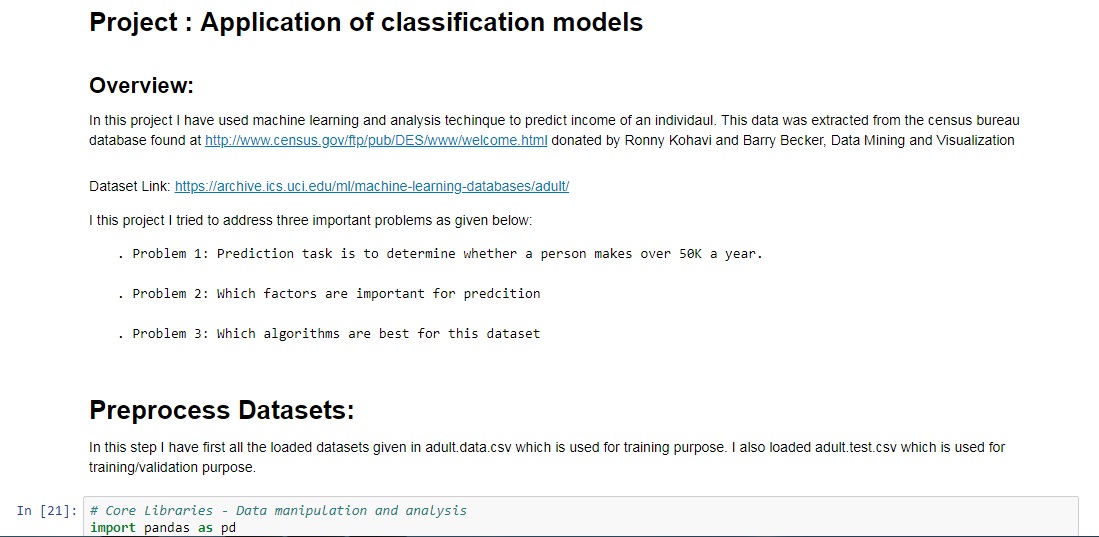 Project : Application of classification models
Overview:
In this project I have used machine learning and analysis techinque to predict income of an individaul. This data was extracted from the census bureau
database found at http://www.census.gov/ftp/pub/DES/www/welcome.html donated by Ronny Kohavi and Barry Becker, Data Mining and Visualization
Dataset Link: https://archive.ics.uci.edu/ml/machine-learning-databases/adult/
I this project I tried to address three important problems as given below:
. Problem 1: Prediction task is to determine whether a person makes over 50K a year.
. Problem 2: Which factors are important for predcition
. Problem 3: Which algorithms are best for this dataset
Preprocess Datasets:
In this step I have first all the loaded datasets given in adult.data.csv which is used for training purpose. I also loaded adult.test.csv which is used for
training/validation purpose.
In [21]: # Core Libraries - Data manipulation and analysis
import pandas as pd